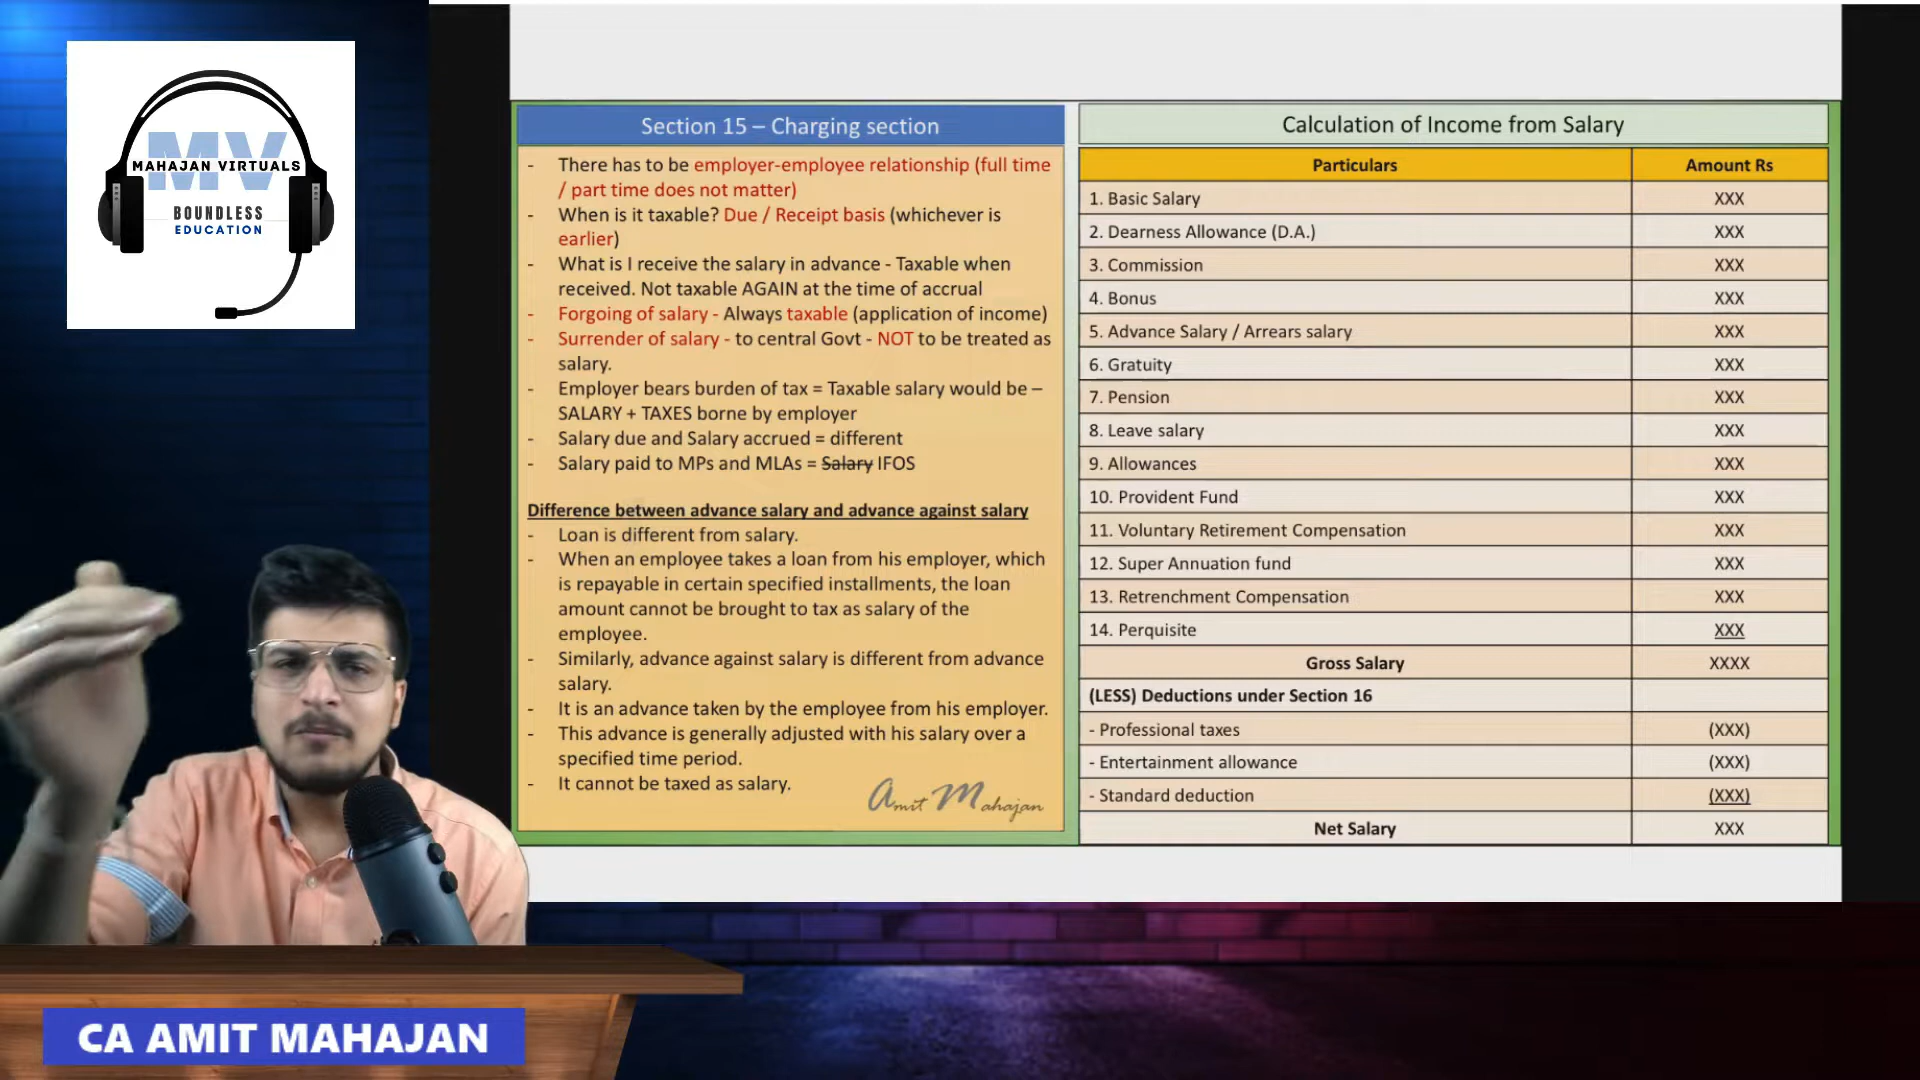 MV
MAHAJAN VIRTUALS
BOUNDLESS
EDUCATION
Section 15 – Charging section
- There has to be employer-employee relationship (full time
/ part time does not matter)
- When is it taxable? Due / Receipt basis (whichever is
earlier)
- What is I receive the salary in advance - Taxable when
received. Not taxable AGAIN at the time of accrual
- Forgoing of salary - Always taxable (application of income)
- Surrender of salary - to central Govt - NOT to be treated as
salary.
- Employer bears burden of tax = Taxable salary would be –
SALARY + TAXES borne by employer
- Salary due and Salary accrued = different
- Salary paid to MPs and MLAs = Salary IFOS
Difference between advance salary and advance against salary
- Loan is different from salary.
- When an employee takes a loan from his employer, which
is repayable in certain specified installments, the loan
amount cannot be brought to tax as salary of the
employee.
- Similarly, advance against salary is different from advance
salary.
- It is an advance taken by the employee from his employer.
- This advance is generally adjusted with his salary over a
specified time period.
- It cannot be taxed as salary.
Amit Mahajan
Calculation of Income from Salary
Particulars Amount Rs
1. Basic Salary XXX
2. Dearness Allowance (D.A.) XXX
3. Commission XXX
4. Bonus XXX
5. Advance Salary / Arrears salary XXX
6. Gratuity XXX
7. Pension XXX
8. Leave salary XXX
9. Allowances XXX
10. Provident Fund XXX
11. Voluntary Retirement Compensation XXX
12. Super Annuation fund XXX
13. Retrenchment Compensation XXX
14. Perquisite XXX
Gross Salary XXXX
(LESS) Deductions under Section 16
- Professional taxes (XXX)
- Entertainment allowance (XXX)
- Standard deduction (XXX)
Net Salary XXX
CA AMIT MAHAJAN